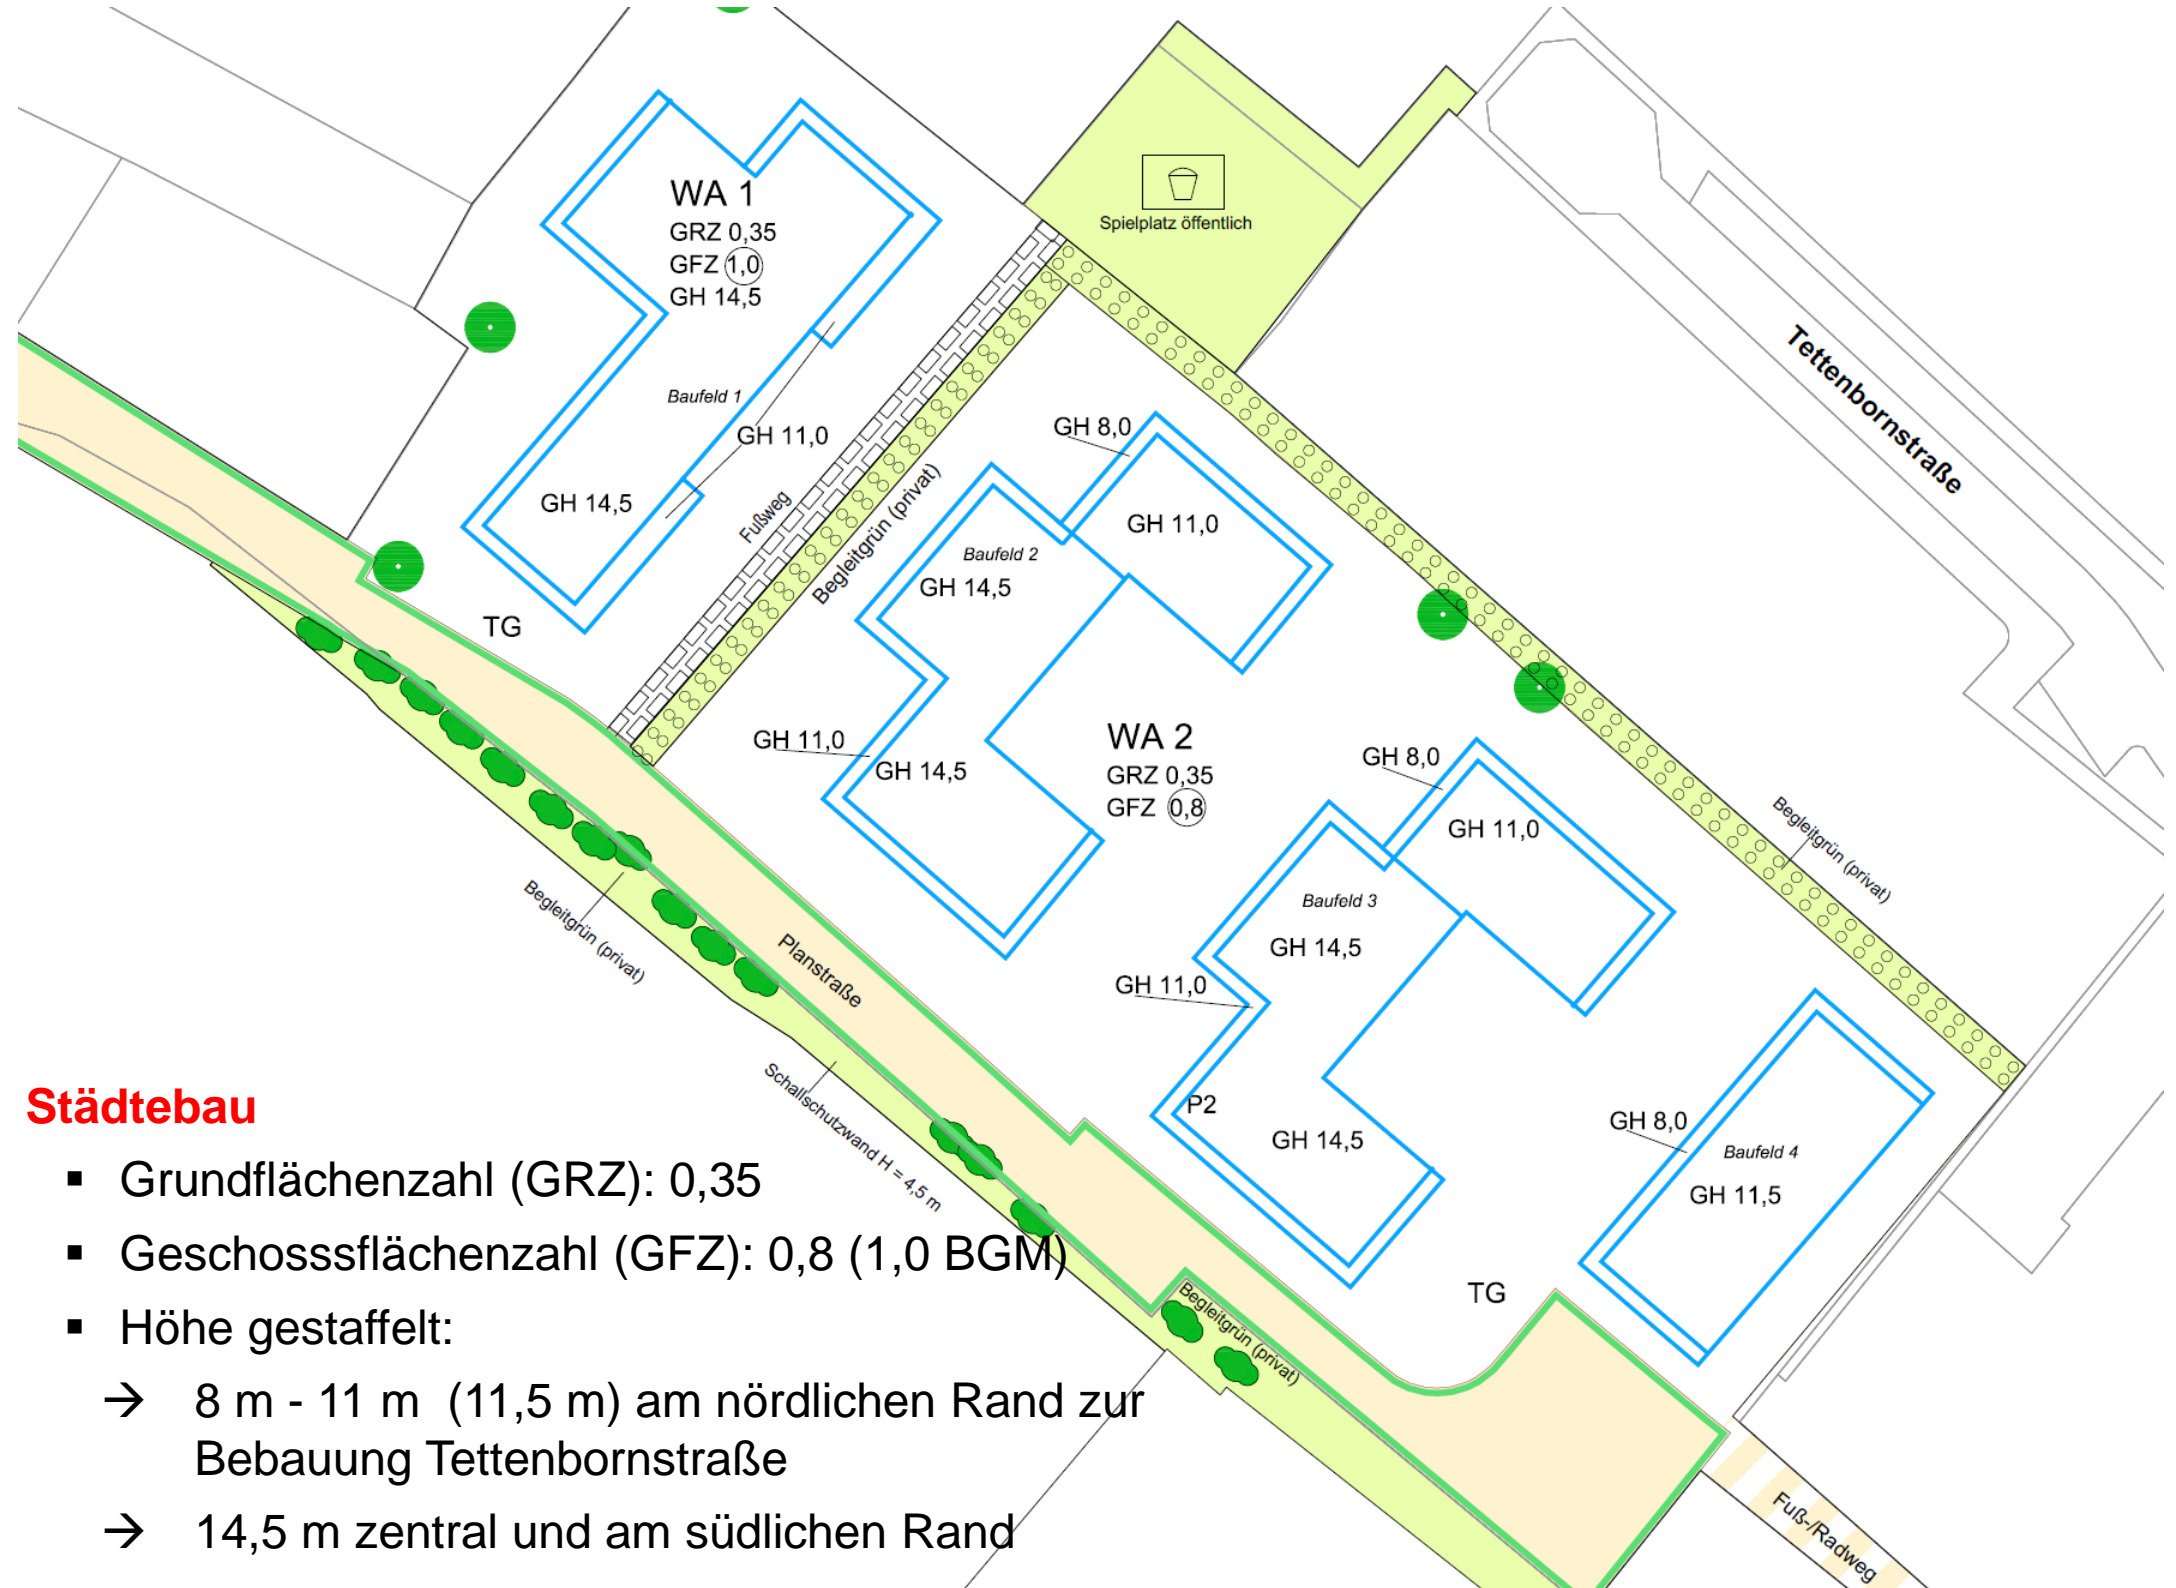 WA 1
GRZ 0,35
GFZ 1,0
GH 14,5
Baufeld 1
GH 11,0
GH 14,5
TG
Fußweg
Begleitgrün (privat)
Spielplatz öffentlich
Tettenbornstraße
GH 8,0
GH 11,0
Baufeld 2
GH 14,5
GH 11,0
GH 14,5
WA 2
GRZ 0,35
GFZ 0,8
GH 8,0
GH 11,0
Baufeld 3
GH 14,5
GH 11,0
P2
GH 14,5
Begleitgrün (privat)
GH 8,0
Baufeld 4
GH 11,5
TG
Begleitgrün (privat)
Planstraße
Schallschutzwand H = 4,5 m
Begleitgrün (privat)
Fuß-/Radweg
Städtebau
▪ Grundflächenzahl (GRZ): 0,35
▪ Geschosssflächenzahl (GFZ): 0,8 (1,0 BGM)
▪ Höhe gestaffelt:
→ 8 m - 11 m (11,5 m) am nördlichen Rand zur
Bebauung Tettenbornstraße
→ 14,5 m zentral und am südlichen Rand